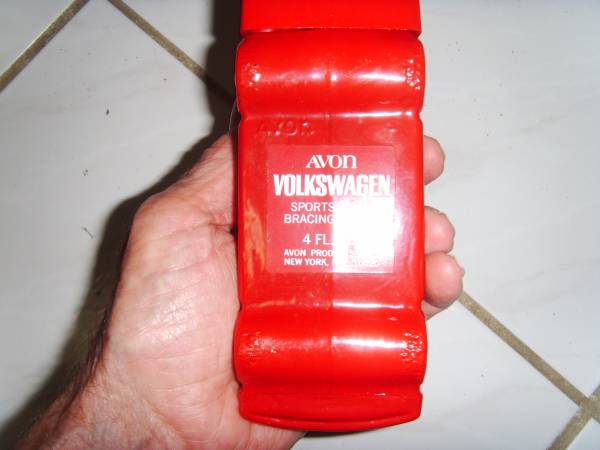 AVON
AVON
VOLKSWAGEN
SPORTS
BRACING
4 FL.
AVON PROD
NEW YORK,